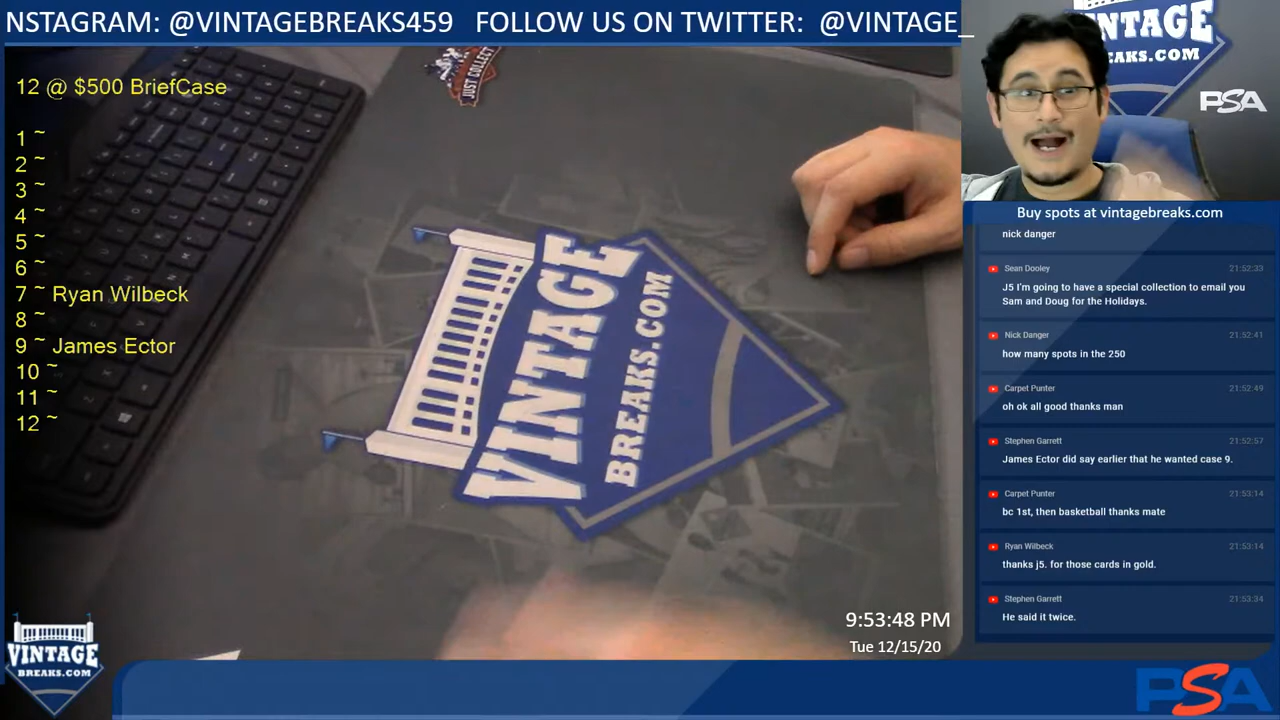 NSTAGRAM: @VINTAGEBREAKS459 FOLLOW US ON TWITTER: @VINTAGE_
12 @ $500 BriefCase
1 ~
2 ~
3 ~
4 ~
5 ~
6 ~
7 ~ Ryan Wilbeck
8 ~
9 ~ James Ector
10 ~
11 ~
12 ~
JUST COLLECT
VINTAGE
BREAKS.COM
VINTAGE
BREAKS.COM
9:53:48 PM
Tue 12/15/20
VINTAGE
AKS.COM
PSA
Buy spots at vintagebreaks.com
nick danger
Sean Dooley 21:52:33
J5 I'm going to have a special collection to email you
Sam and Doug for the Holidays.
Nick Danger 21:52:41
how many spots in the 250
Carpet Punter 21:52:49
oh ok all good thanks man
Stephen Garrett 21:52:57
James Ector did say earlier that he wanted case 9.
Carpet Punter 21:53:14
bc 1st, then basketball thanks mate
Ryan Wilbeck 21:53:14
thanks j5. for those cards in gold.
Stephen Garrett 21:53:34
He said it twice.
PSA